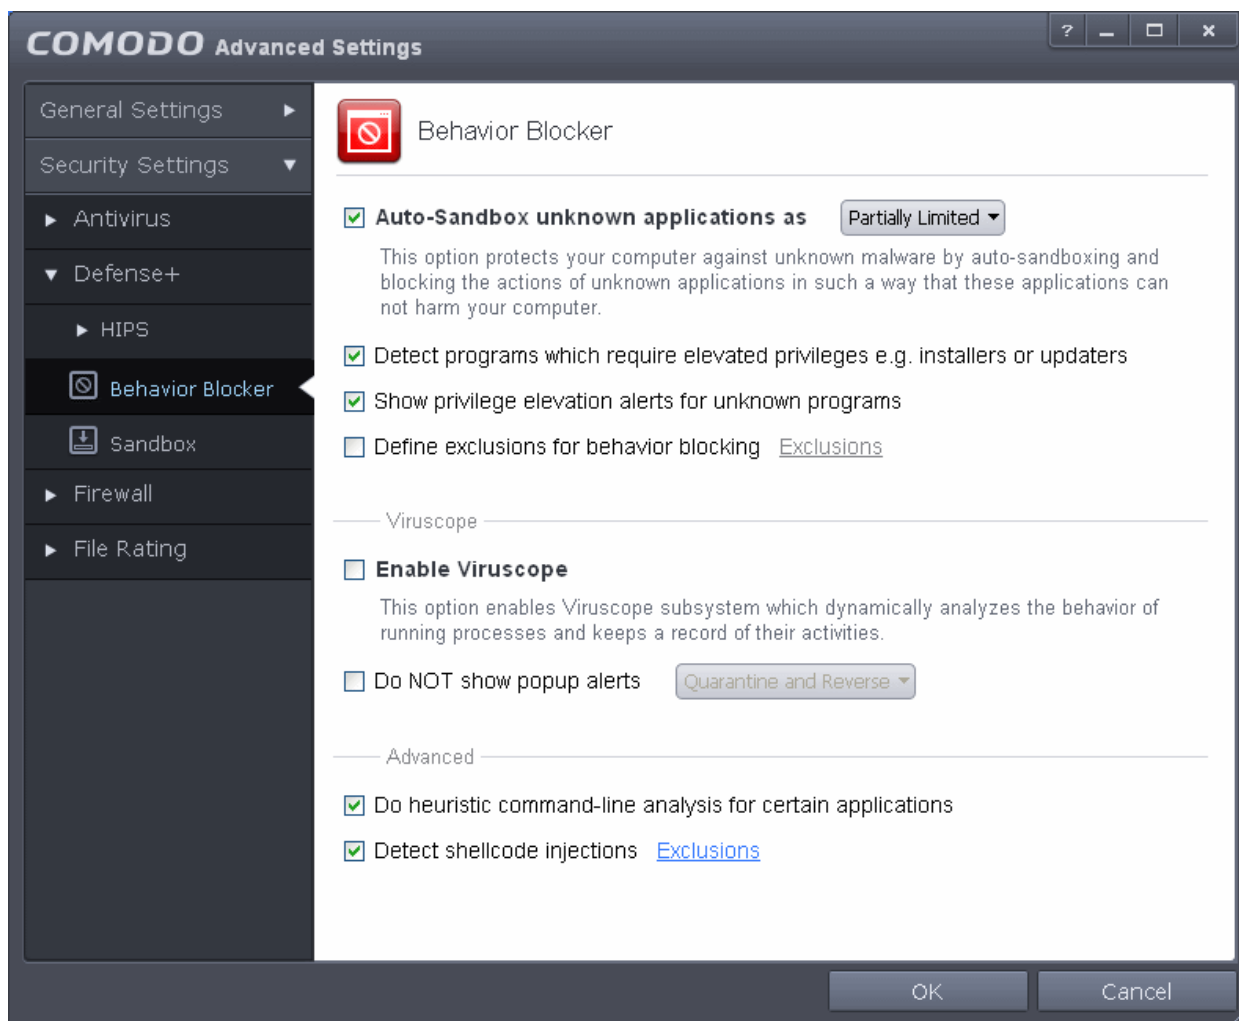 COMODO Advanced Settings
?
General Settings
Security Settings
Antivirus
Defense+
HIPS
Behavior Blocker
Sandbox
Firewall
File Rating
Behavior Blocker
Auto-Sandbox unknown applications as Partially Limited
This option protects your computer against unknown malware by auto-sandboxing and
blocking the actions of unknown applications in such a way that these applications can
not harm your computer.
Detect programs which require elevated privileges e.g. installers or updaters
Show privilege elevation alerts for unknown programs
Define exclusions for behavior blocking Exclusions
Viruscope
Enable Viruscope
This option enables Viruscope subsystem which dynamically analyzes the behavior of
running processes and keeps a record of their activities.
Do NOT show popup alerts Quarantine and Reverse
Advanced
Do heuristic command-line analysis for certain applications
Detect shellcode injections Exclusions
OK Cancel